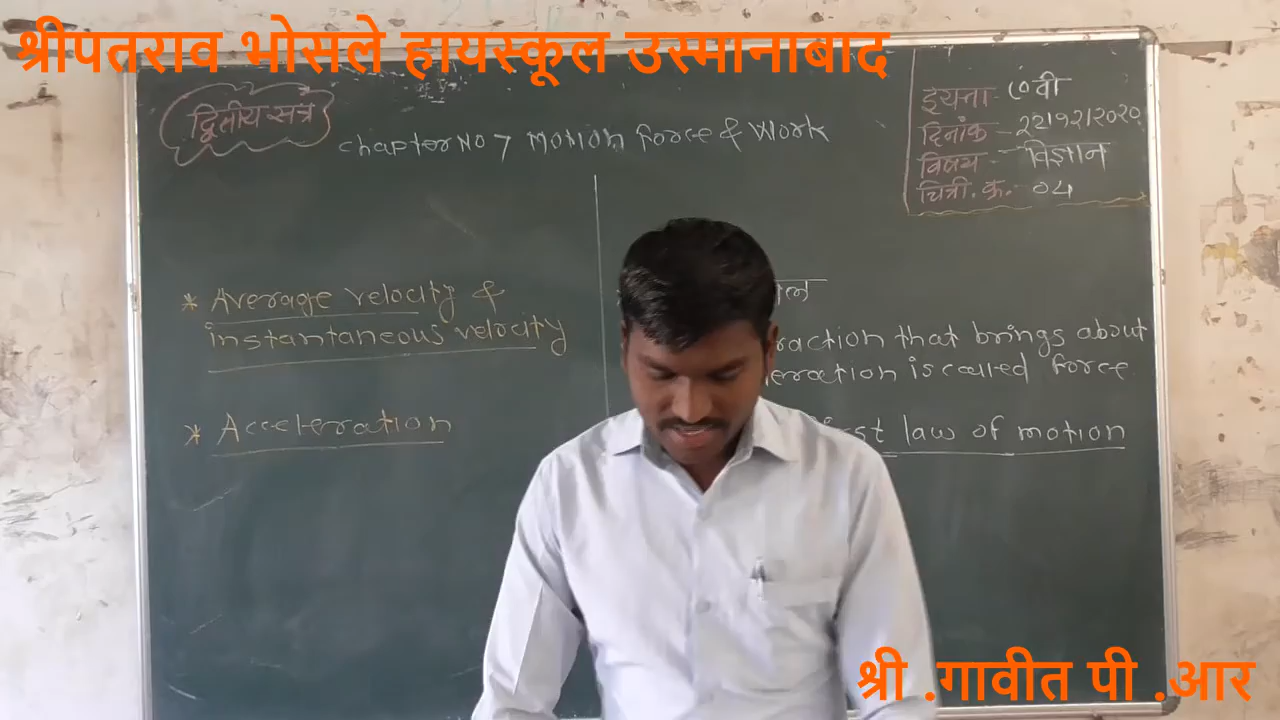 श्रीपतराव भोसले हायस्कूल उस्मानाबाद
द्वितीय सत्र
chapter No 7 Motion Force & Work
इयत्ता - ७ वी
दिनांक - २२।१२।२०२०
विषय - विज्ञान
चित्री. क्र. - ०४
* Average velocity &
instantaneous velocity
* Acceleration
action that brings about
is called force
law of motion
श्री .गावीत पी .आर